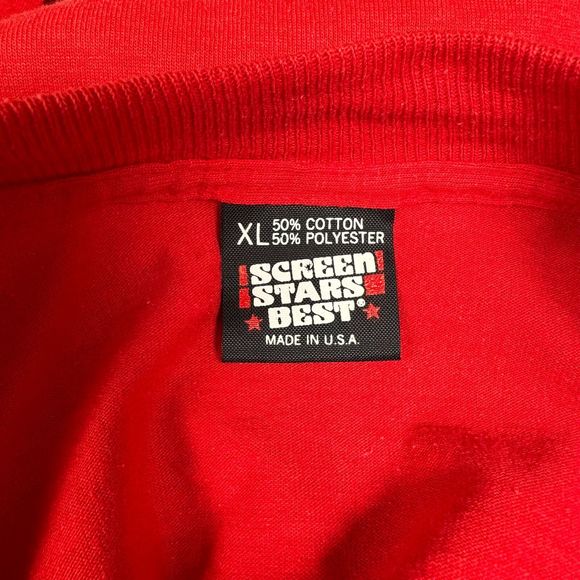 XL 50% COTTON
50% POLYESTER
SCREEN
STARS
BEST®
MADE IN U.S.A.